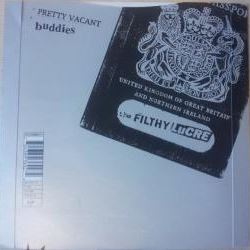 PRETTY VACANT
buddies
UNITED KINGDOM OF GREAT BRITAIN
AND NORTHERN IRELAND
the FILTHY LUCRE